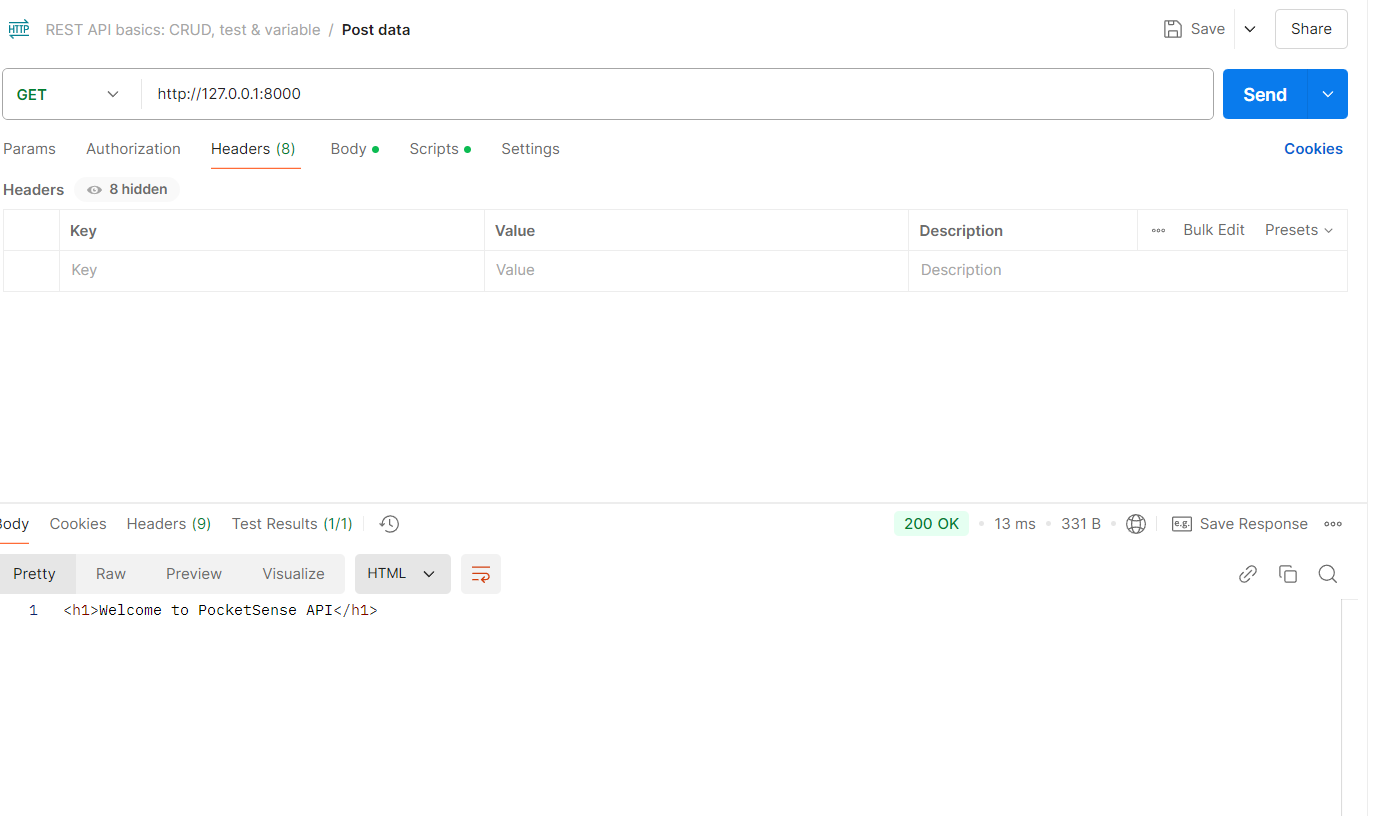 HTTP REST API basics: CRUD, test & variable / Post data Save Share
GET http://127.0.0.1:8000 Send
Params Authorization Headers (8) Body Scripts Settings Cookies
Headers 8 hidden
Key Value Description Bulk Edit Presets
Key Value Description
Body Cookies Headers (9) Test Results (1/1) 200 OK 13 ms 331 B e.g. Save Response
Pretty Raw Preview Visualize HTML
1 <h1>Welcome to PocketSense API</h1>